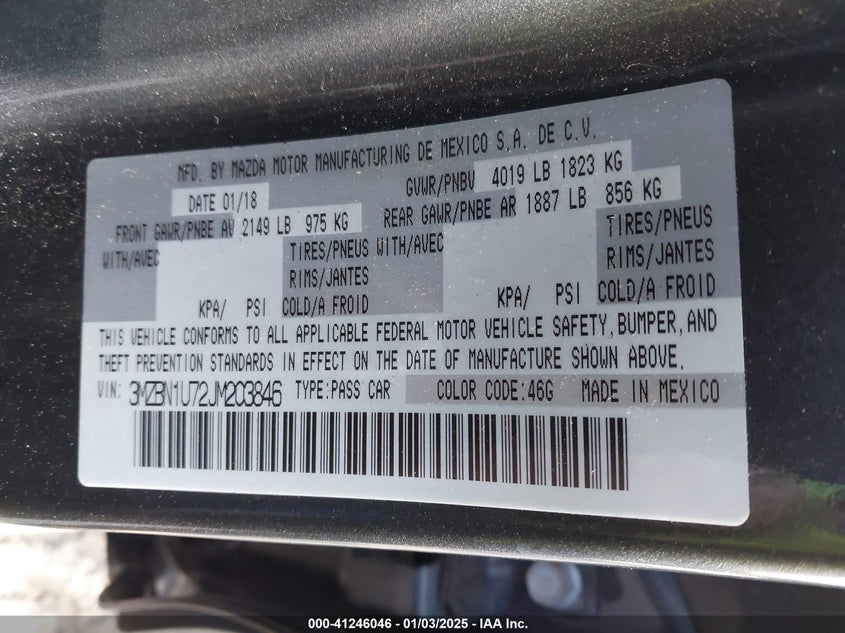 MFD. BY MAZDA MOTOR MANUFACTURING DE MEXICO S.A. DE C.V.
DATE 01/18 GVWR/PNBV 4019 LB 1823 KG
FRONT GAWR/PNBE AV 2149 LB 975 KG REAR GAWR/PNBE AR 1887 LB 856 KG
WITH/AVEC TIRES/PNEUS WITH/AVEC TIRES/PNEUS
RIMS/JANTES RIMS/JANTES
KPA/ PSI COLD/A FROID KPA/ PSI COLD/A FROID
THIS VEHICLE CONFORMS TO ALL APPLICABLE FEDERAL MOTOR VEHICLE SAFETY, BUMPER, AND
THEFT PREVENTION STANDARDS IN EFFECT ON THE DATE OF MANUFACTURE SHOWN ABOVE.
VIN: 3MZBN1U72JM203846 TYPE:PASS CAR COLOR CODE:46G MADE IN MEXICO
000-41246046 - 01/03/2025 - IAA Inc.